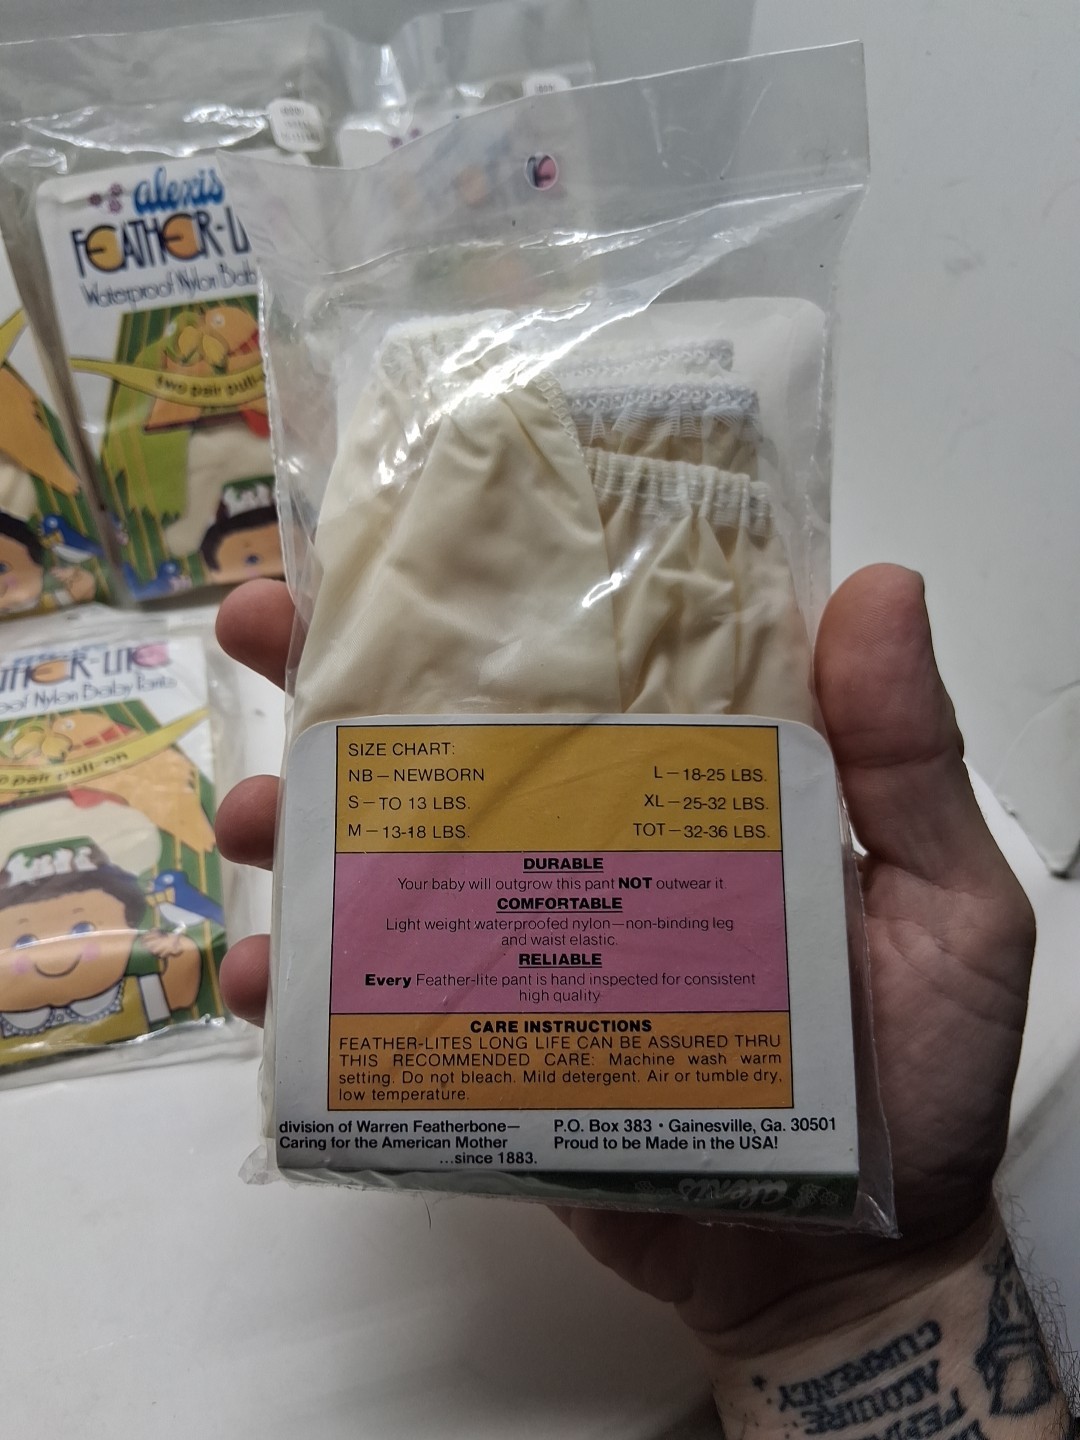 alexis
FEATHER-LI
Waterproof Nylon Bab
two pair pull-
THER-LITE
oof Nylon Baby Pants
o pair pull-on
SIZE CHART:
NB – NEWBORN
S – TO 13 LBS.
M – 13-18 LBS.
L – 18-25 LBS.
XL – 25-32 LBS.
TOT – 32-36 LBS.
DURABLE
Your baby will outgrow this pant NOT outwear it.
COMFORTABLE
Light weight waterproofed nylon—non-binding leg
and waist elastic.
RELIABLE
Every Feather-lite pant is hand inspected for consistent
high quality
CARE INSTRUCTIONS
FEATHER-LITES LONG LIFE CAN BE ASSURED THRU
THIS RECOMMENDED CARE: Machine wash warm
setting. Do not bleach. Mild detergent. Air or tumble dry,
low temperature.
division of Warren Featherbone—
Caring for the American Mother
...since 1883.
P.O. Box 383 • Gainesville, Ga. 30501
Proud to be Made in the USA!
alexis
ACQUIRE
CURRENCY